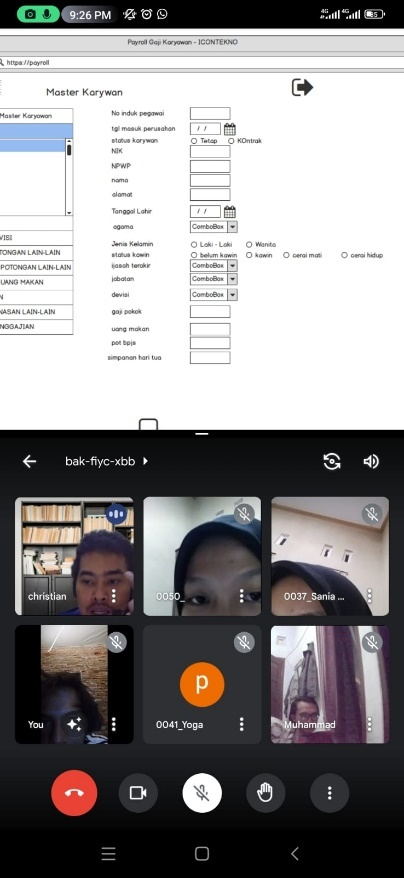 9:26 PM
4G 4G 85
Payroll Gaji Karyawan - ICONTEKNO
https://payroll
Master Karywan
Master Karyawan
No induk pegawai
tgl masuk perusahan / /
status karywan Tetap KOntrak
NIK
NPWP
nama
alamat
Tanggal Lahir / /
agama ComboBox
Jenis Kelamin Laki - Laki Wanita
status kawin belum kawin kawin cerai mati cerai hidup
ijasah terakir ComboBox
jabatan ComboBox
devisi ComboBox
gaji pokok
uang makan
pot bpjs
simpanan hari tua
VISI
TONGAN LAIN-LAIN
POTONGAN LAIN-LAIN
UANG MAKAN
N
NASAN LAIN-LAIN
NGGAJIAN
bak-fiyc-xbb
christian
0050_
0037_Sania ...
You
p
0041_Yoga
Muhammad